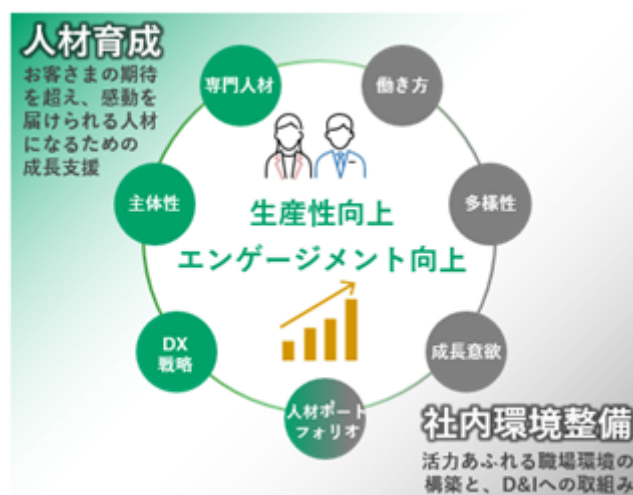 人材育成
お客さまの期待
を超え、感動を
届けられる人材
になるための
成長支援
専門人材
働き方
主体性
多様性
生産性向上
エンゲージメント向上
DX
戦略
成長意欲
人材ポート
フォリオ
社内環境整備
活力あふれる職場環境の
構築と、D&Iへの取組み